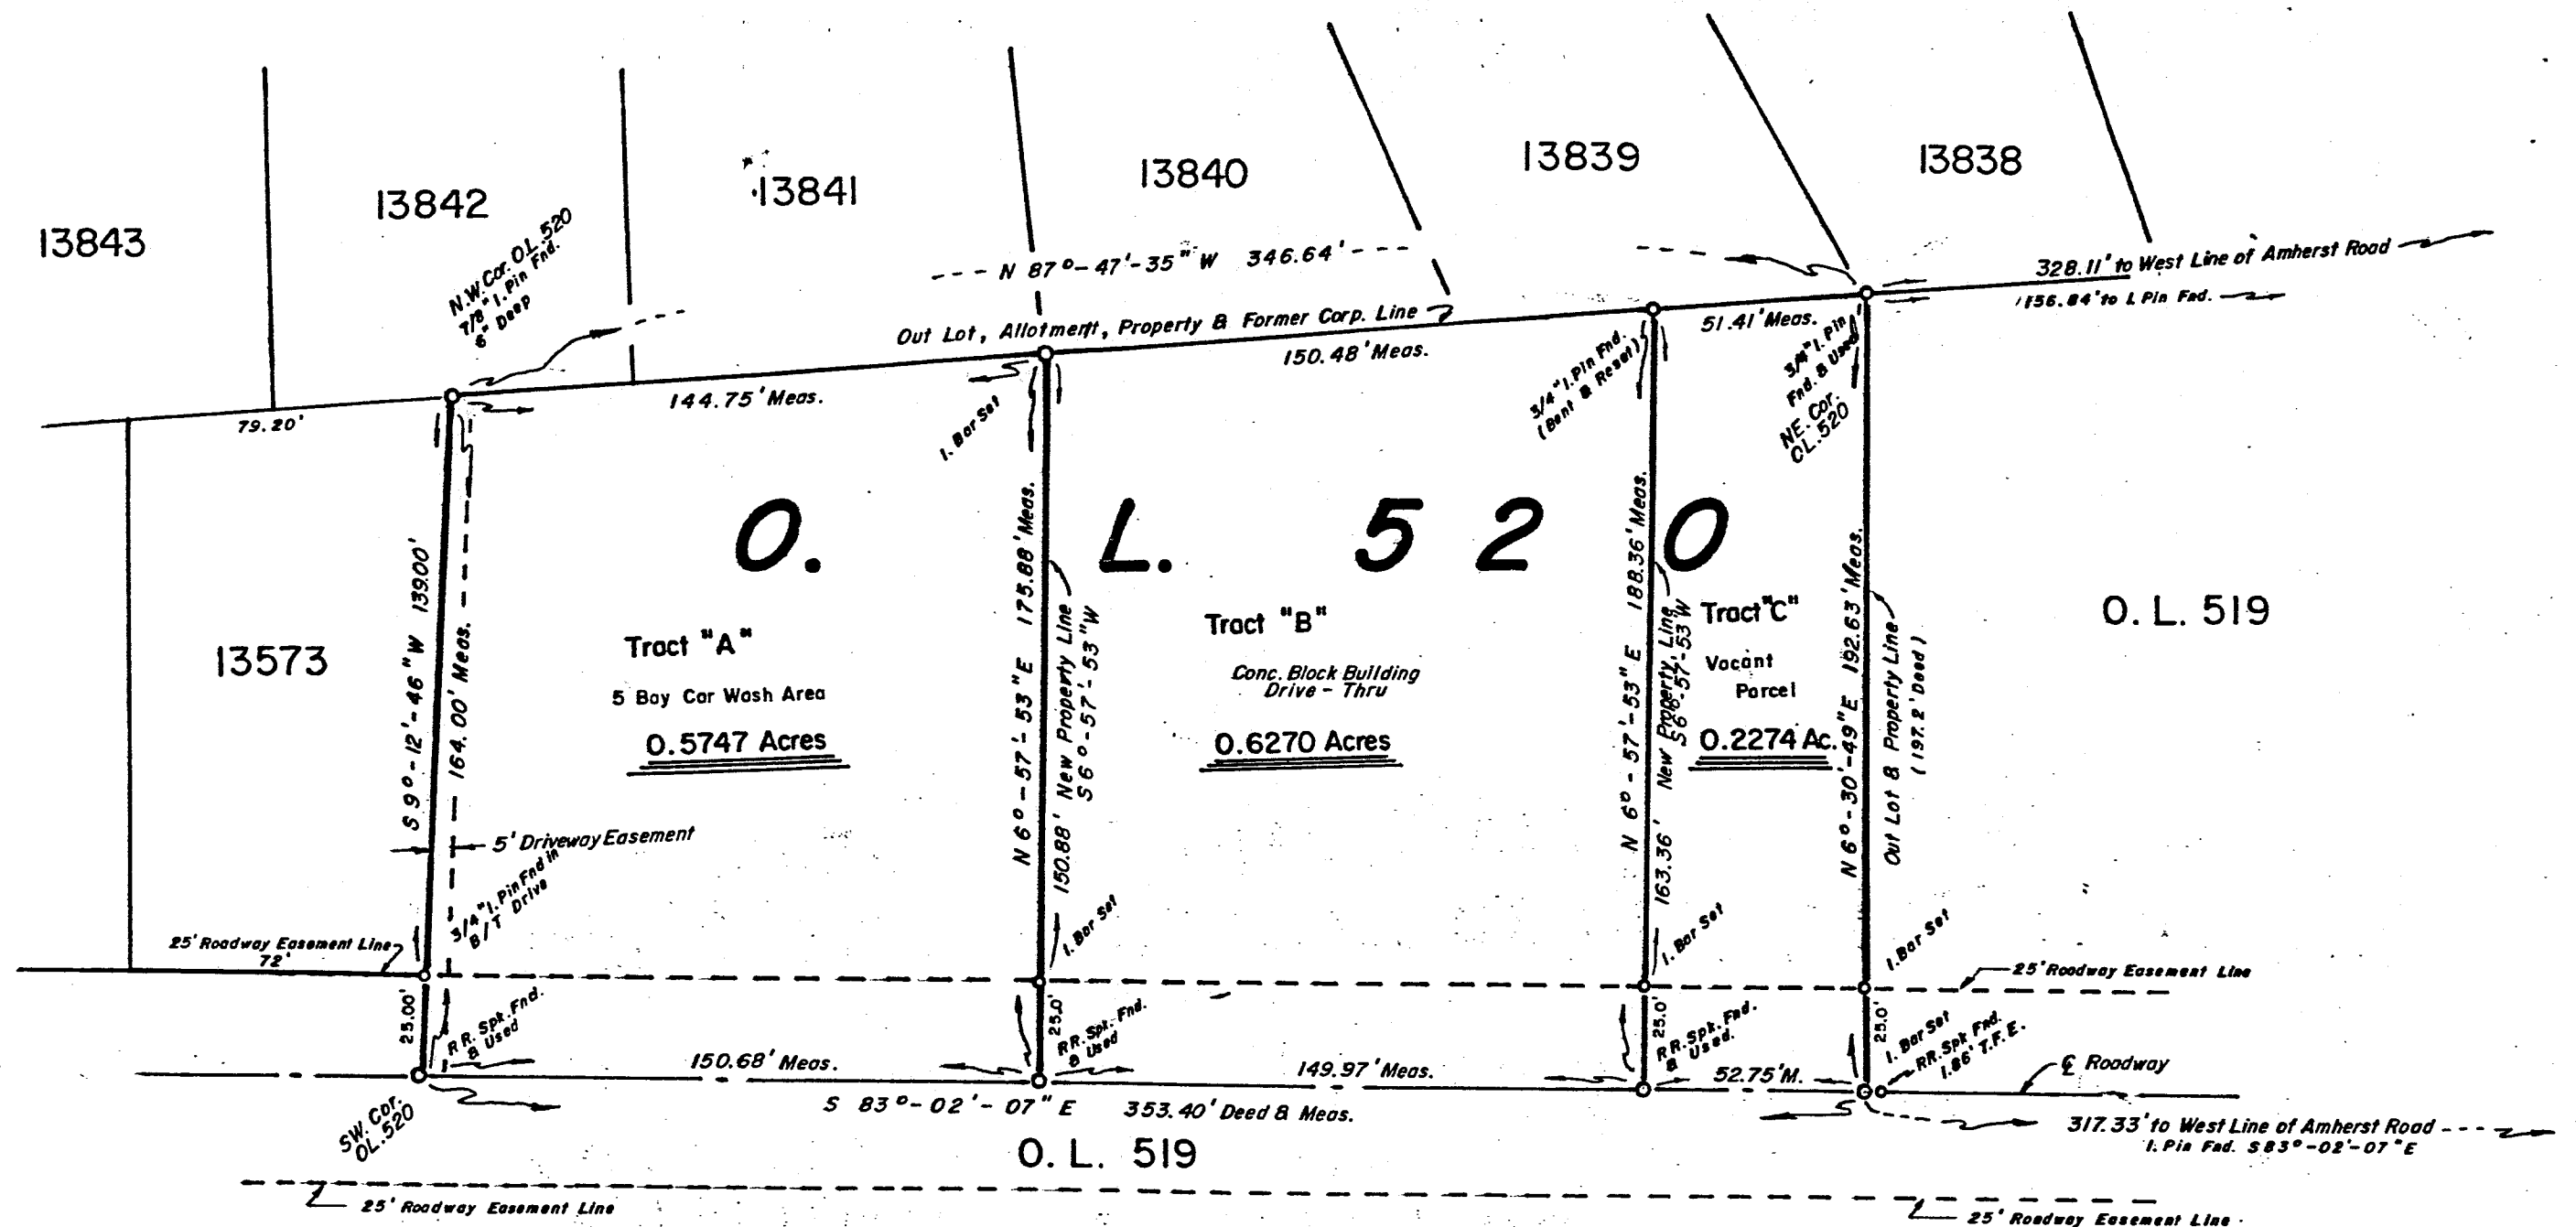 13843
13842
13841
13840
13839
13838
N.W. Cor. O.L. 520
7/8" I. Pin Fnd.
6" Deep
N 87°-47'-35" W 346.64'
328.11' to West Line of Amherst Road
156.84' to I. Pin Fnd.
Out Lot, Allotment, Property & Former Corp. Line
79.20'
144.75' Meas.
150.48' Meas.
51.41' Meas.
I. Bar Set
3/4" I. Pin Fnd.
(Bent & Reset)
3/4" I. Pin
Fnd. & Used
NE. Cor.
OL. 520
O. L. 520
13573
S 9°-12'-46" W 139.00'
164.00' Meas.
Tract "A"
5 Bay Car Wash Area
0.5747 Acres
N 6°-57'-53" E 175.88' Meas.
150.88' New Property Line
S 6°-57'-53" W
Tract "B"
Conc. Block Building
Drive - Thru
0.6270 Acres
N 6°-57'-53" E 188.36' Meas.
163.36' New Property Line
S 6°-57'-53" W
Tract "C"
Vacant
Parcel
0.2274 Ac.
N 6°-30'-49" E 192.63' Meas.
Out Lot & Property Line
(197.2' Deed)
O. L. 519
5' Driveway Easement
3/4" I. Pin Fnd in
B/T Drive
25' Roadway Easement Line
72'
I. Bar Set
I. Bar Set
I. Bar Set
25' Roadway Easement Line
25.00'
RR. Spk. Fnd.
& Used
25.0'
RR. Spk. Fnd.
& Used
25.0'
RR. Spk. Fnd.
& Used.
25.0'
I. Bar Set
RR. Spk Fnd.
1.86' T.F.E.
℄ Roadway
150.68' Meas.
149.97' Meas.
52.75' M.
S 83°-02'-07" E 353.40' Deed & Meas.
SW. Cor.
OL. 520
317.33' to West Line of Amherst Road
I. Pin Fnd. S 83°-02'-07" E
O. L. 519
25' Roadway Easement Line
25' Roadway Easement Line